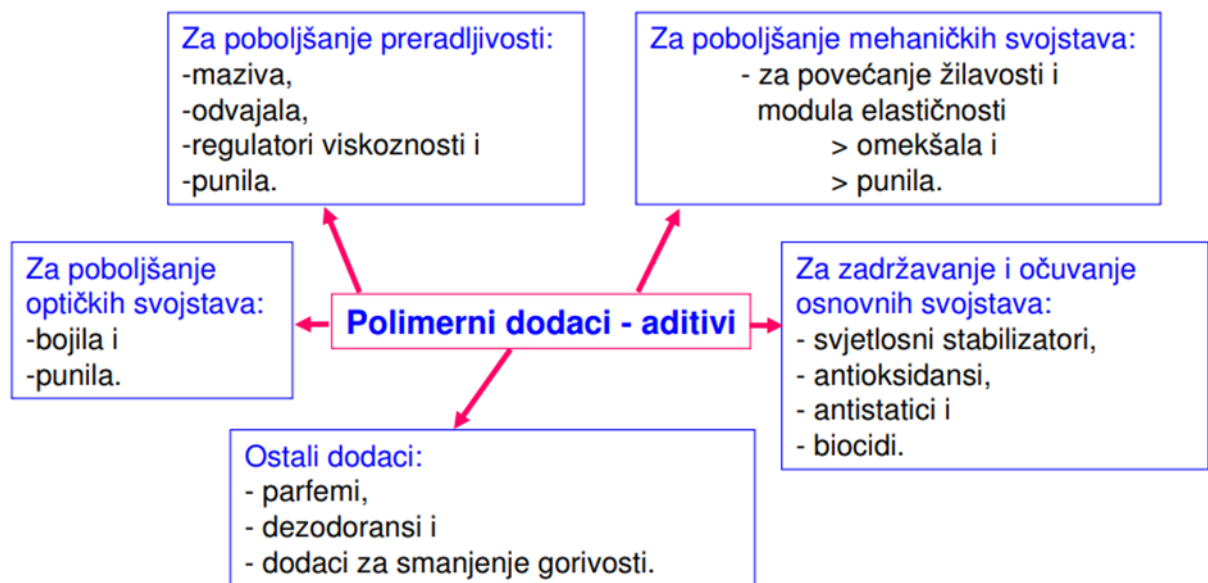 Za poboljšanje preradljivosti:
-maziva,
-odvajala,
-regulatori viskoznosti i
-punila.
Za poboljšanje mehaničkih svojstava:
- za povećanje žilavosti i
modula elastičnosti
> omekšala i
> punila.
Za poboljšanje
optičkih svojstava:
-bojila i
-punila.
Polimerni dodaci - aditivi
Za zadržavanje i očuvanje
osnovnih svojstava:
- svjetlosni stabilizatori,
- antioksidansi,
- antistatici i
- biocidi.
Ostali dodaci:
- parfemi,
- dezodoransi i
- dodaci za smanjenje gorivosti.